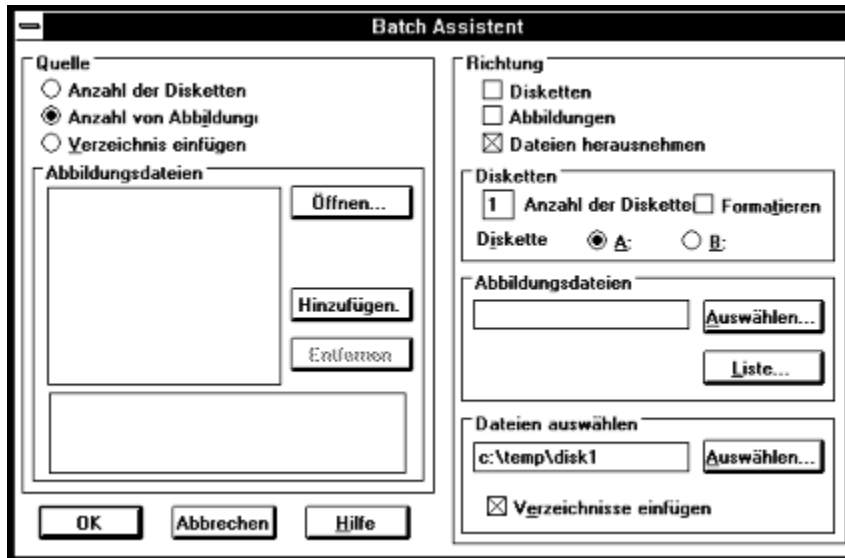 Batch Assistent
Quelle
Anzahl der Disketten
Anzahl von Abbildung
Verzeichnis einfügen
Abbildungsdateien
Öffnen...
Hinzufügen.
Entfernen
OK
Abbrechen
Hilfe
Richtung
Disketten
Abbildungen
Dateien herausnehmen
Disketten
1 Anzahl der Diskette Formatieren
Diskette A: B:
Abbildungsdateien
Auswählen...
Liste...
Dateien auswählen
c:\temp\disk1
Auswählen...
Verzeichnisse einfügen